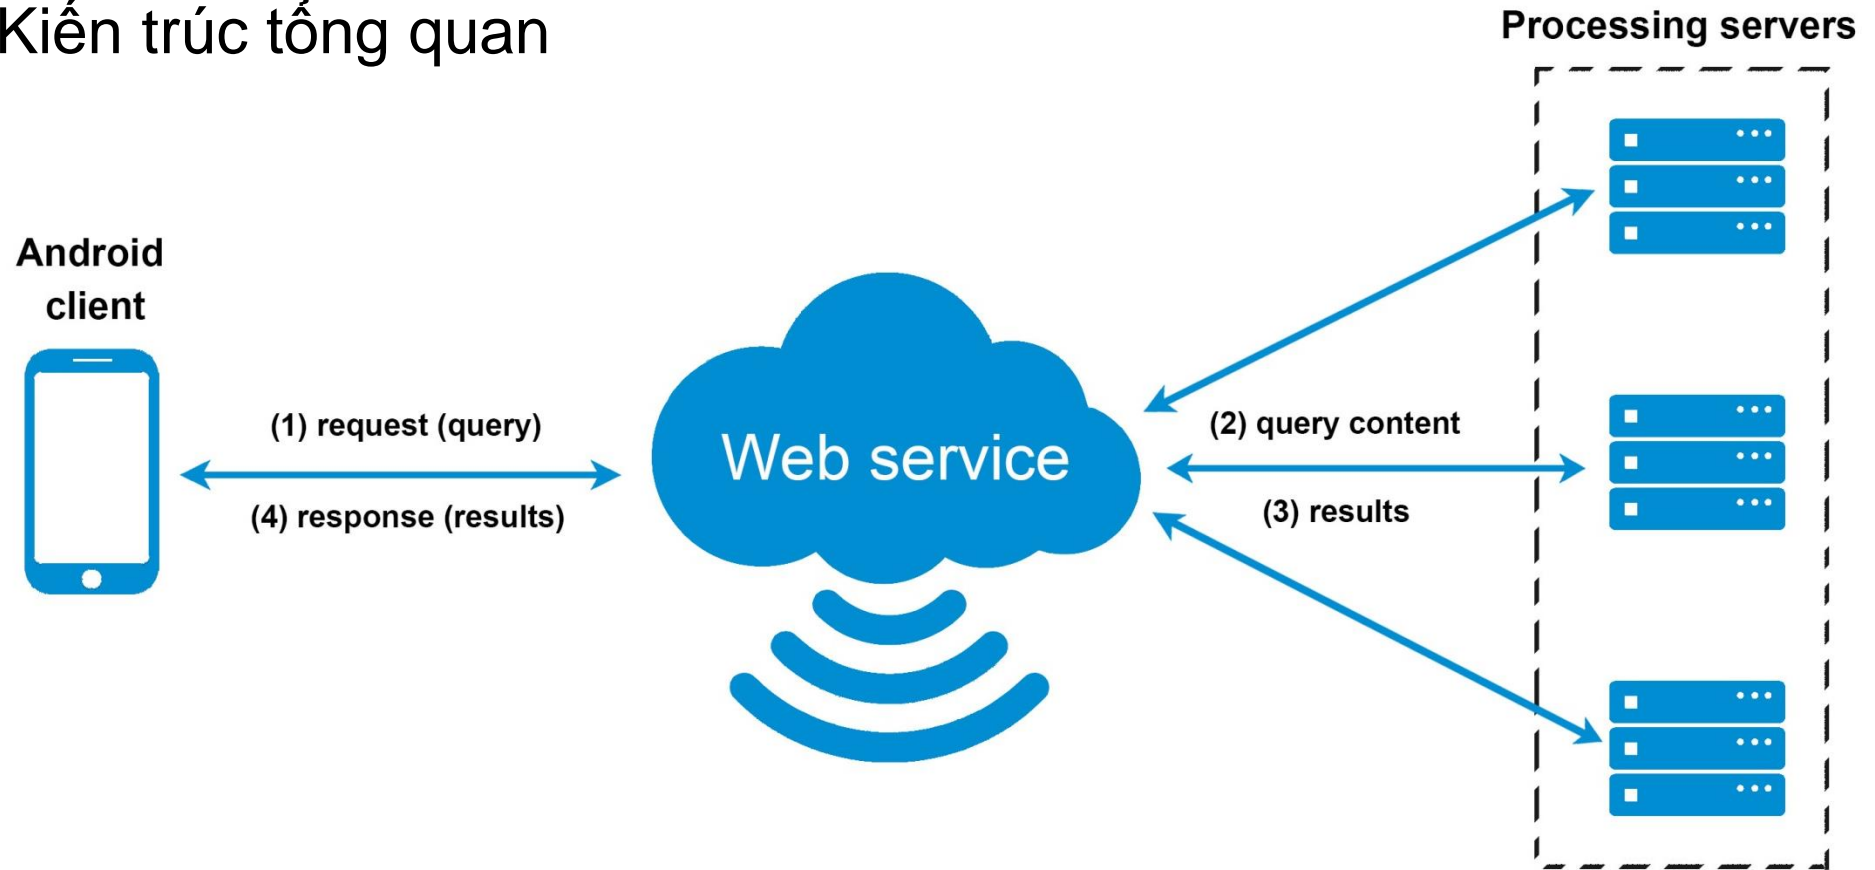 Kiến trúc tổng quan
Processing servers
Android
client
(1) request (query)
(4) response (results)
Web service
(2) query content
(3) results